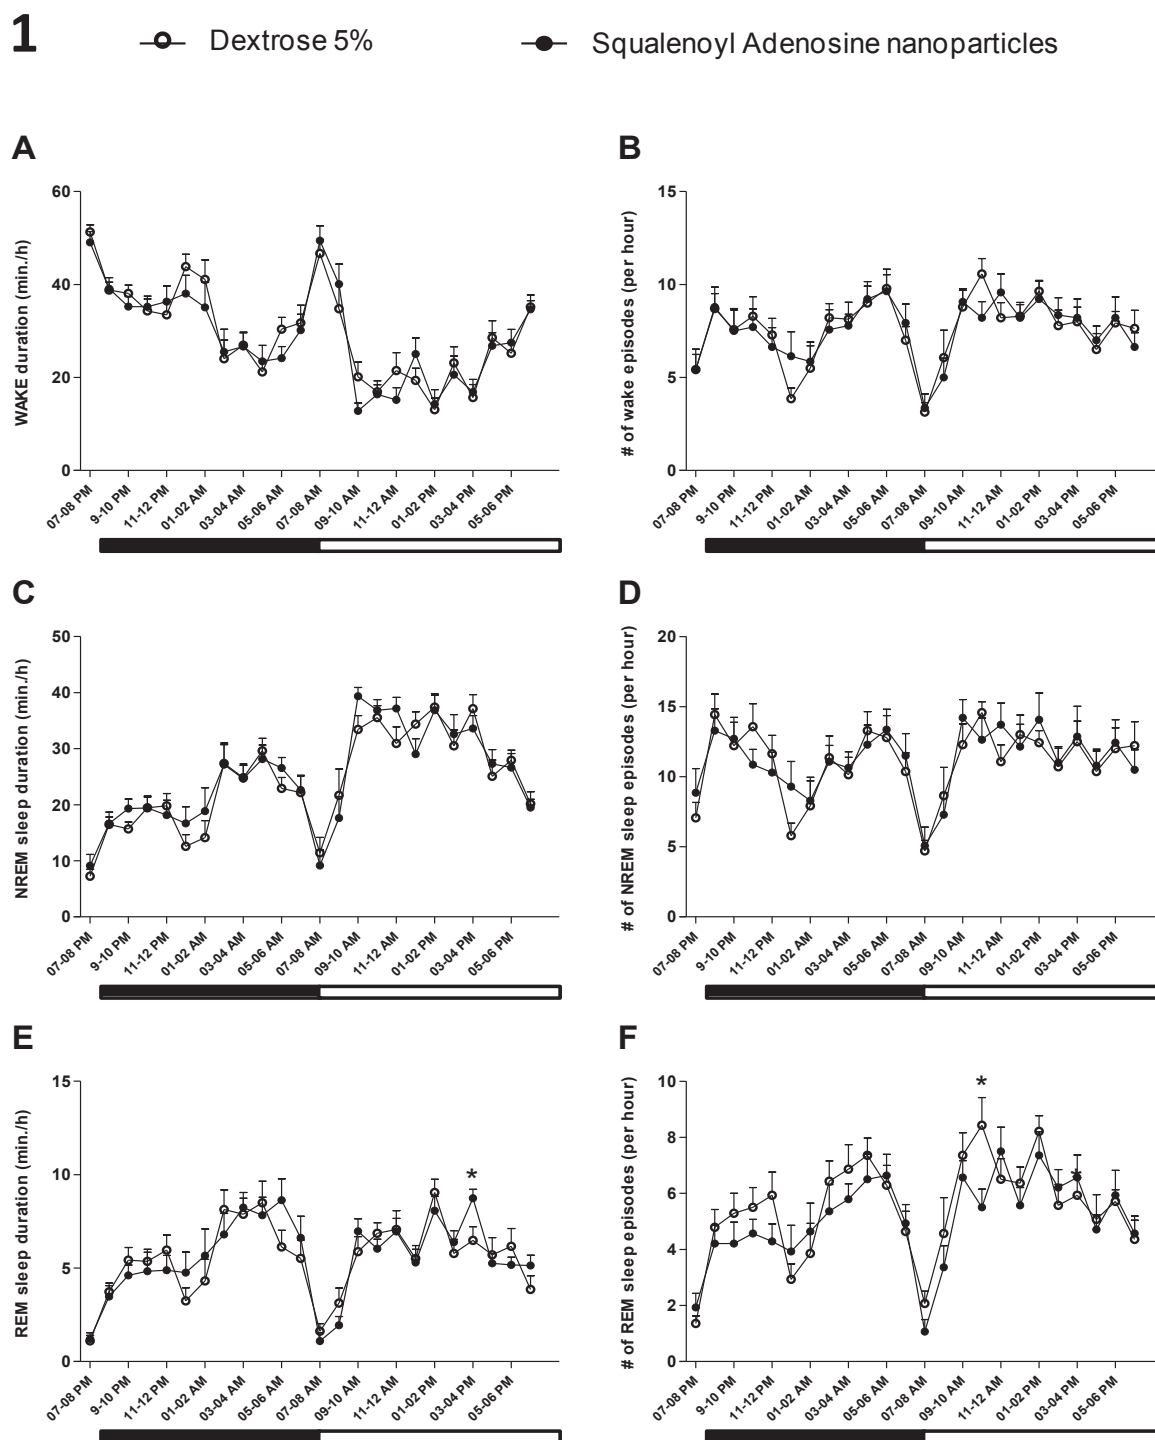 1
Dextrose 5%
Squalenoyl Adenosine nanoparticles
A
WAKE duration (min./h)
60
40
20
0
07-08 PM
9-10 PM
11-12 PM
01-02 AM
03-04 AM
05-06 AM
07-08 AM
09-10 AM
11-12 AM
01-02 PM
03-04 PM
05-06 PM
B
# of wake episodes (per hour)
15
10
5
0
07-08 PM
9-10 PM
11-12 PM
01-02 AM
03-04 AM
05-06 AM
07-08 AM
09-10 AM
11-12 AM
01-02 PM
03-04 PM
05-06 PM
C
NREM sleep duration (min./h)
50
40
30
20
10
0
07-08 PM
9-10 PM
11-12 PM
01-02 AM
03-04 AM
05-06 AM
07-08 AM
09-10 AM
11-12 AM
01-02 PM
03-04 PM
05-06 PM
D
# of NREM sleep episodes (per hour)
20
15
10
5
0
07-08 PM
9-10 PM
11-12 PM
01-02 AM
03-04 AM
05-06 AM
07-08 AM
09-10 AM
11-12 AM
01-02 PM
03-04 PM
05-06 PM
E
REM sleep duration (min./h)
15
10
5
0
*
07-08 PM
9-10 PM
11-12 PM
01-02 AM
03-04 AM
05-06 AM
07-08 AM
09-10 AM
11-12 AM
01-02 PM
03-04 PM
05-06 PM
F
# of REM sleep episodes (per hour)
10
8
6
4
2
0
*
07-08 PM
9-10 PM
11-12 PM
01-02 AM
03-04 AM
05-06 AM
07-08 AM
09-10 AM
11-12 AM
01-02 PM
03-04 PM
05-06 PM